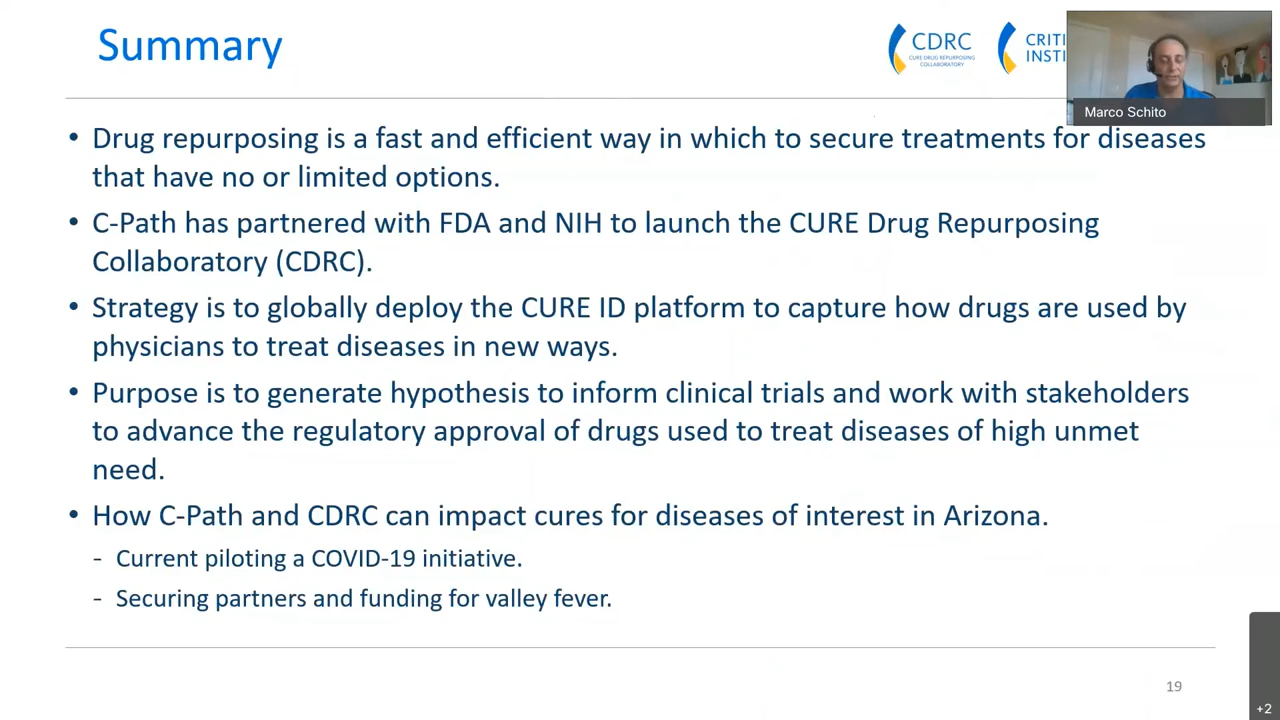 Summary
CDRC
CURE DRUG REPURPOSING
COLLABORATORY
CRITI
INSTI
Marco Schito
• Drug repurposing is a fast and efficient way in which to secure treatments for diseases
that have no or limited options.
• C-Path has partnered with FDA and NIH to launch the CURE Drug Repurposing
Collaboratory (CDRC).
• Strategy is to globally deploy the CURE ID platform to capture how drugs are used by
physicians to treat diseases in new ways.
• Purpose is to generate hypothesis to inform clinical trials and work with stakeholders
to advance the regulatory approval of drugs used to treat diseases of high unmet
need.
• How C-Path and CDRC can impact cures for diseases of interest in Arizona.
- Current piloting a COVID-19 initiative.
- Securing partners and funding for valley fever.
19
+2